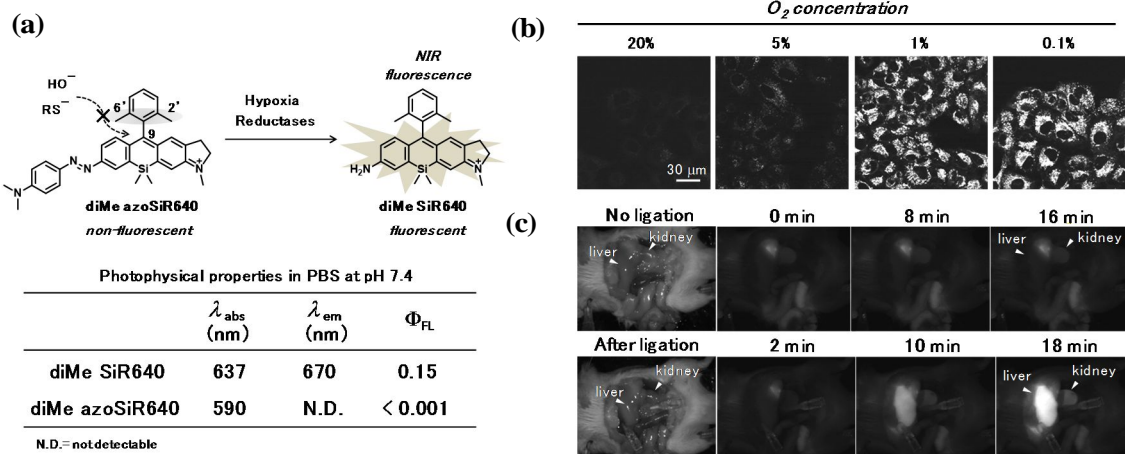 (a)
HO⁻
RS⁻
6'
2'
9
N
N
N
Si
N⁺
diMe azoSiR640
non-fluorescent
Hypoxia
Reductases
NIR
fluorescence
H₂N
Si
N⁺
diMe SiR640
fluorescent
Photophysical properties in PBS at pH 7.4
λabs (nm) λem (nm) ΦFL
diMe SiR640 637 670 0.15
diMe azoSiR640 590 N.D. < 0.001
N.D.= not detectable
(b)
O₂ concentration
20% 5% 1% 0.1%
30 μm
(c)
No ligation 0 min 8 min 16 min
liver kidney liver kidney
After ligation 2 min 10 min 18 min
liver kidney liver kidney